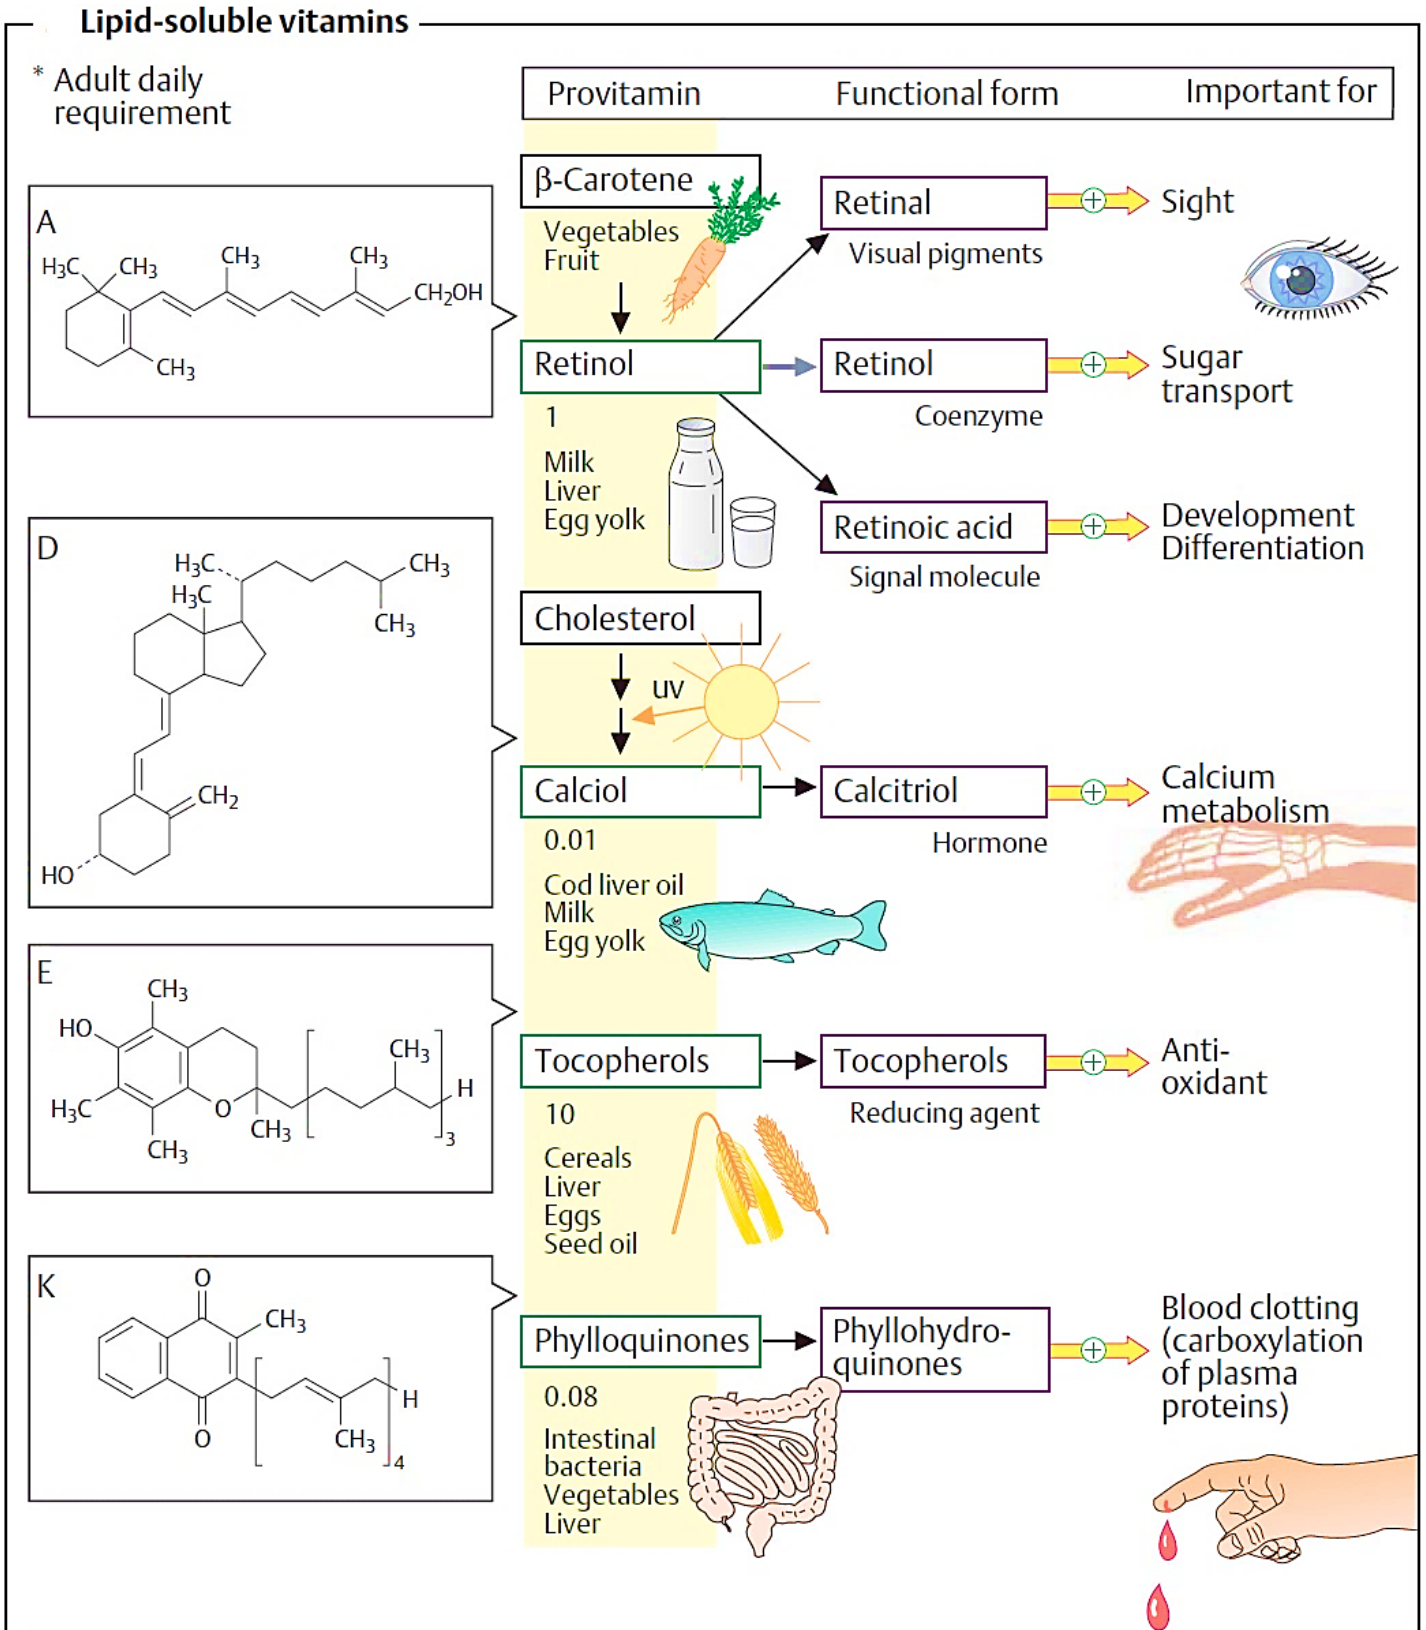 Lipid-soluble vitamins
* Adult daily
requirement
Provitamin
Functional form
Important for
A
H₃C
CH₃
CH₃
CH₃
CH₂OH
CH₃
β-Carotene
Vegetables
Fruit
Retinol
1
Milk
Liver
Egg yolk
Retinal
Visual pigments
+
Sight
Retinol
Coenzyme
+
Sugar
transport
Retinoic acid
Signal molecule
+
Development
Differentiation
D
H₃C
H₃C
CH₃
CH₃
CH₂
HO
Cholesterol
uv
Calciol
0.01
Cod liver oil
Milk
Egg yolk
Calcitriol
Hormone
+
Calcium
metabolism
E
CH₃
HO
H₃C
CH₃
O
CH₃
CH₃
H
3
Tocopherols
10
Cereals
Liver
Eggs
Seed oil
Tocopherols
Reducing agent
+
Anti-
oxidant
K
O
CH₃
O
CH₃
H
4
Phylloquinones
0.08
Intestinal
bacteria
Vegetables
Liver
Phyllohydro-
quinones
+
Blood clotting
(carboxylation
of plasma
proteins)